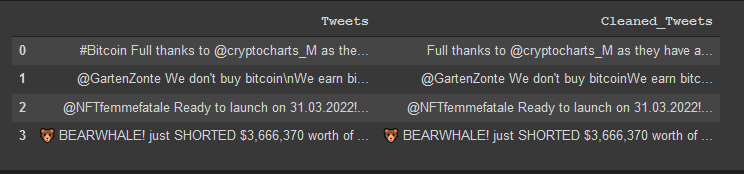 Tweets Cleaned_Tweets
0 #Bitcoin Full thanks to @cryptocharts_M as the... Full thanks to @cryptocharts_M as they have a...
1 @GartenZonte We don't buy bitcoin\nWe earn bi... @GartenZonte We don't buy bitcoinWe earn bitc...
2 @NFTfemmefatale Ready to launch on 31.03.2022!... @NFTfemmefatale Ready to launch on 31.03.2022!...
3 🐻 BEARWHALE! just SHORTED $3,666,370 worth of ... 🐻 BEARWHALE! just SHORTED $3,666,370 worth of ...